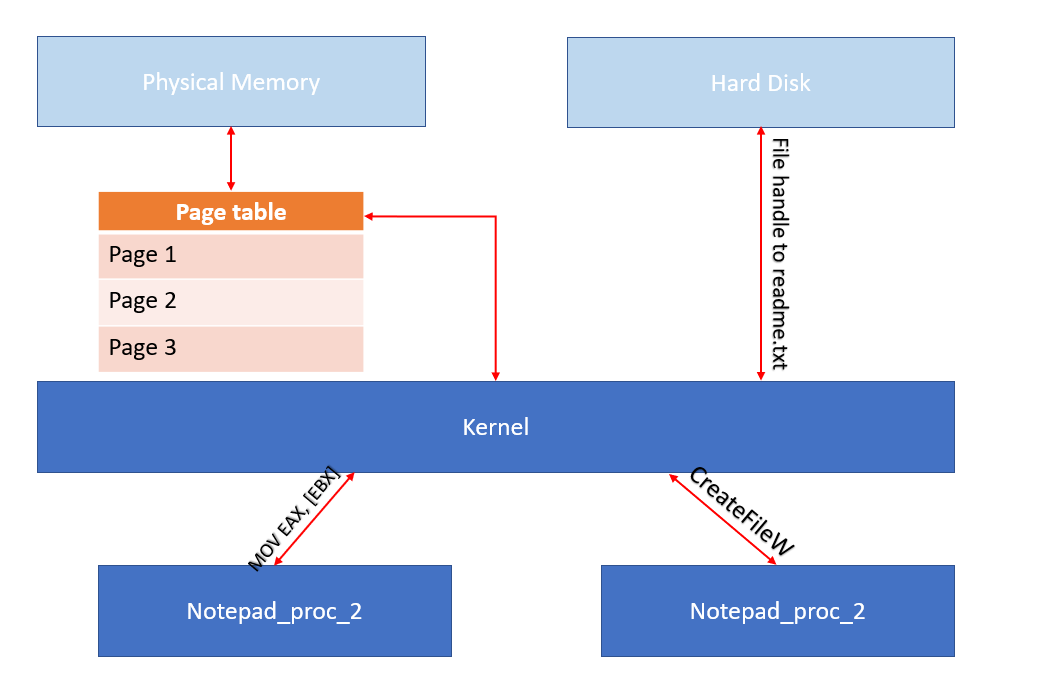 Physical Memory
Hard Disk
File handle to readme.txt
Page table
Page 1
Page 2
Page 3
Kernel
MOV EAX, [EBX]
CreateFileW
Notepad_proc_2
Notepad_proc_2